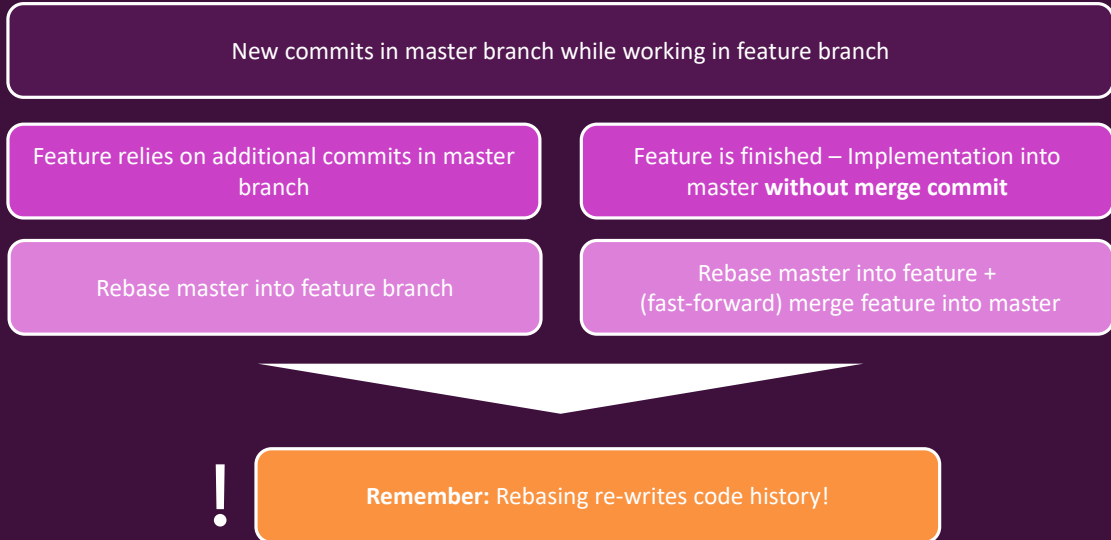 New commits in master branch while working in feature branch
Feature relies on additional commits in master
branch
Feature is finished – Implementation into
master without merge commit
Rebase master into feature branch
Rebase master into feature +
(fast-forward) merge feature into master
!
Remember: Rebasing re-writes code history!